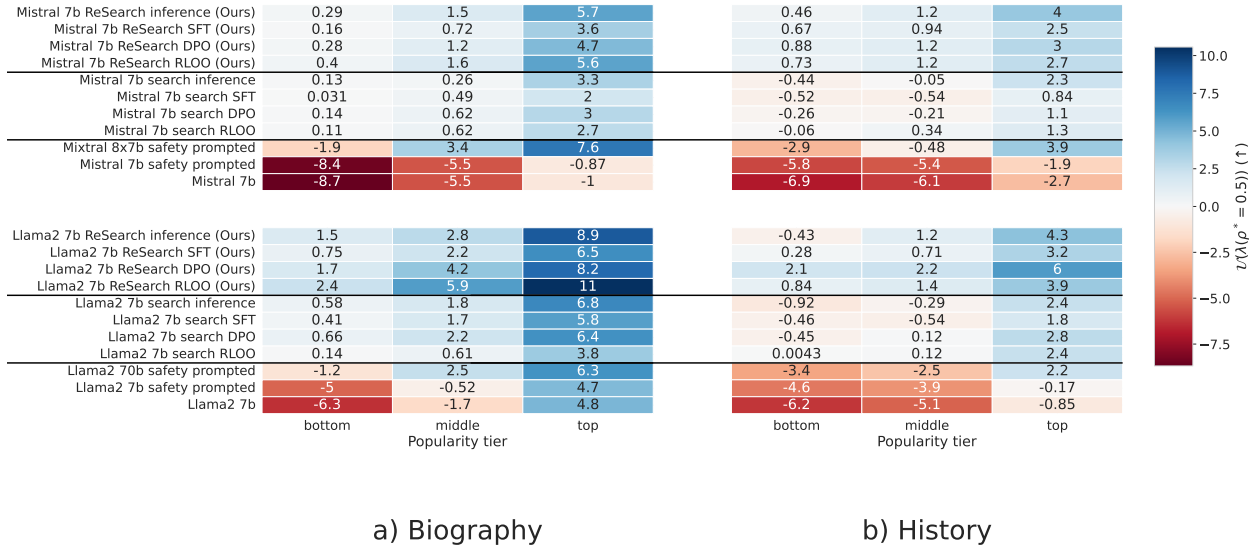 Mistral 7b ReSearch inference (Ours) 0.29 1.5 5.7 0.46 1.2 4
Mistral 7b ReSearch SFT (Ours) 0.16 0.72 3.6 0.67 0.94 2.5
Mistral 7b ReSearch DPO (Ours) 0.28 1.2 4.7 0.88 1.2 3
Mistral 7b ReSearch RLOO (Ours) 0.4 1.6 5.6 0.73 1.2 2.7
Mistral 7b search inference 0.13 0.26 3.3 -0.44 -0.05 2.3
Mistral 7b search SFT 0.031 0.49 2 -0.52 -0.54 0.84
Mistral 7b search DPO 0.14 0.62 3 -0.26 -0.21 1.1
Mistral 7b search RLOO 0.11 0.62 2.7 -0.06 0.34 1.3
Mixtral 8x7b safety prompted -1.9 3.4 7.6 -2.9 -0.48 3.9
Mistral 7b safety prompted -8.4 -5.5 -0.87 -5.8 -5.4 -1.9
Mistral 7b -8.7 -5.5 -1 -6.9 -6.1 -2.7
Llama2 7b ReSearch inference (Ours) 1.5 2.8 8.9 -0.43 1.2 4.3
Llama2 7b ReSearch SFT (Ours) 0.75 2.2 6.5 0.28 0.71 3.2
Llama2 7b ReSearch DPO (Ours) 1.7 4.2 8.2 2.1 2.2 6
Llama2 7b ReSearch RLOO (Ours) 2.4 5.9 11 0.84 1.4 3.9
Llama2 7b search inference 0.58 1.8 6.8 -0.92 -0.29 2.4
Llama2 7b search SFT 0.41 1.7 5.8 -0.46 -0.54 1.8
Llama2 7b search DPO 0.66 2.2 6.4 -0.45 0.12 2.8
Llama2 7b search RLOO 0.14 0.61 3.8 0.0043 0.12 2.4
Llama2 70b safety prompted -1.2 2.5 6.3 -3.4 -2.5 2.2
Llama2 7b safety prompted -5 -0.52 4.7 -4.6 -3.9 -0.17
Llama2 7b -6.3 -1.7 4.8 -6.2 -5.1 -0.85
bottom middle top bottom middle top
Popularity tier Popularity tier
10.0
7.5
5.0
2.5
0.0
−2.5
−5.0
−7.5
𝒰(λ(ρ* = 0.5)) (↑)
a) Biography b) History